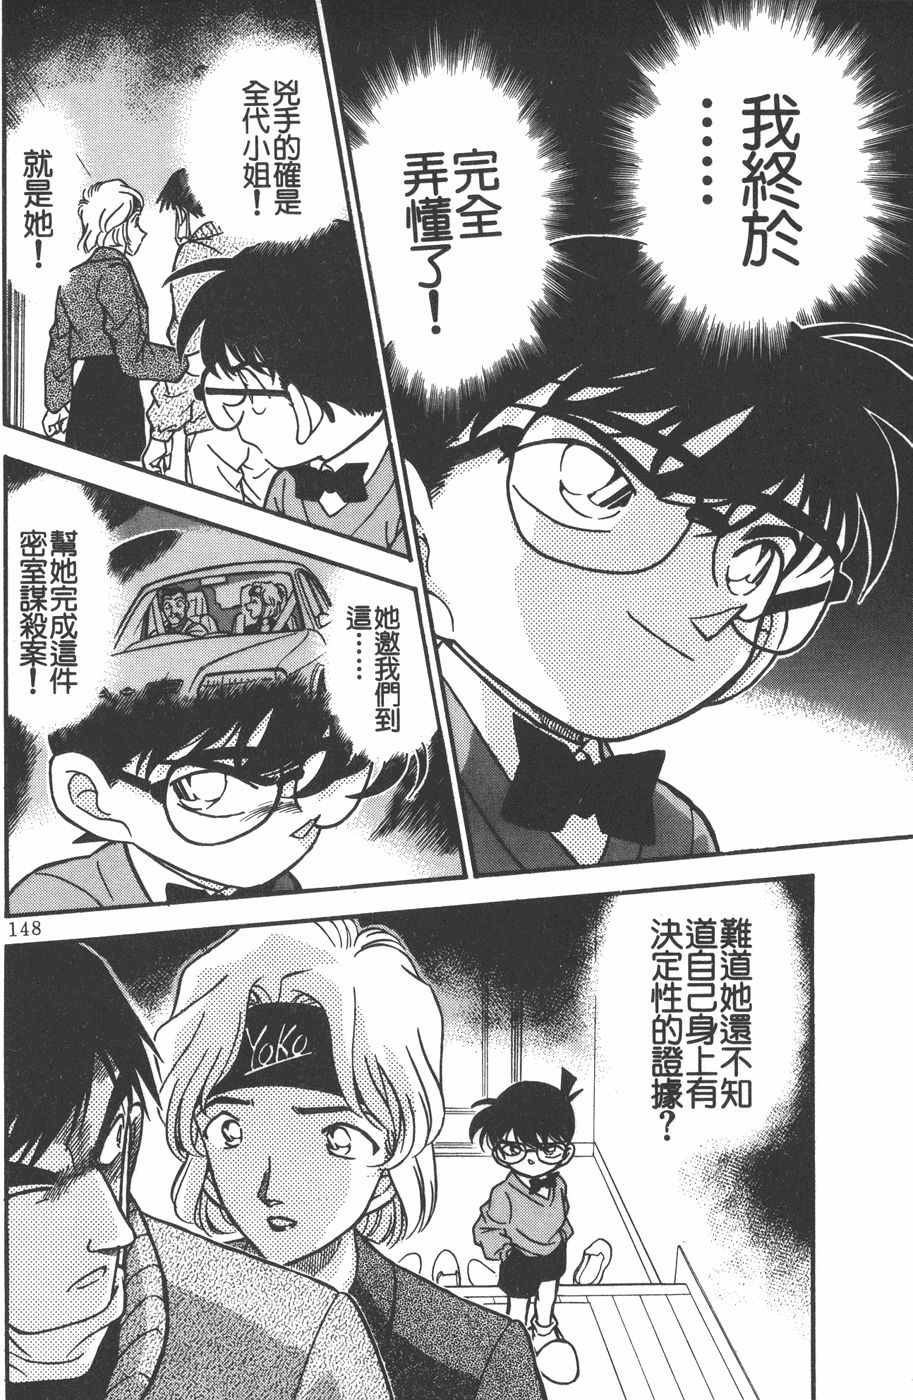 我終於
……
完全
弄懂了！
兇手的確是
全代小姐！
就是她！
她邀我們到
這……
幫她完成這件
密室謀殺案！
148
難道她還不知
道自己身上有
決定性的證據？
YOKO